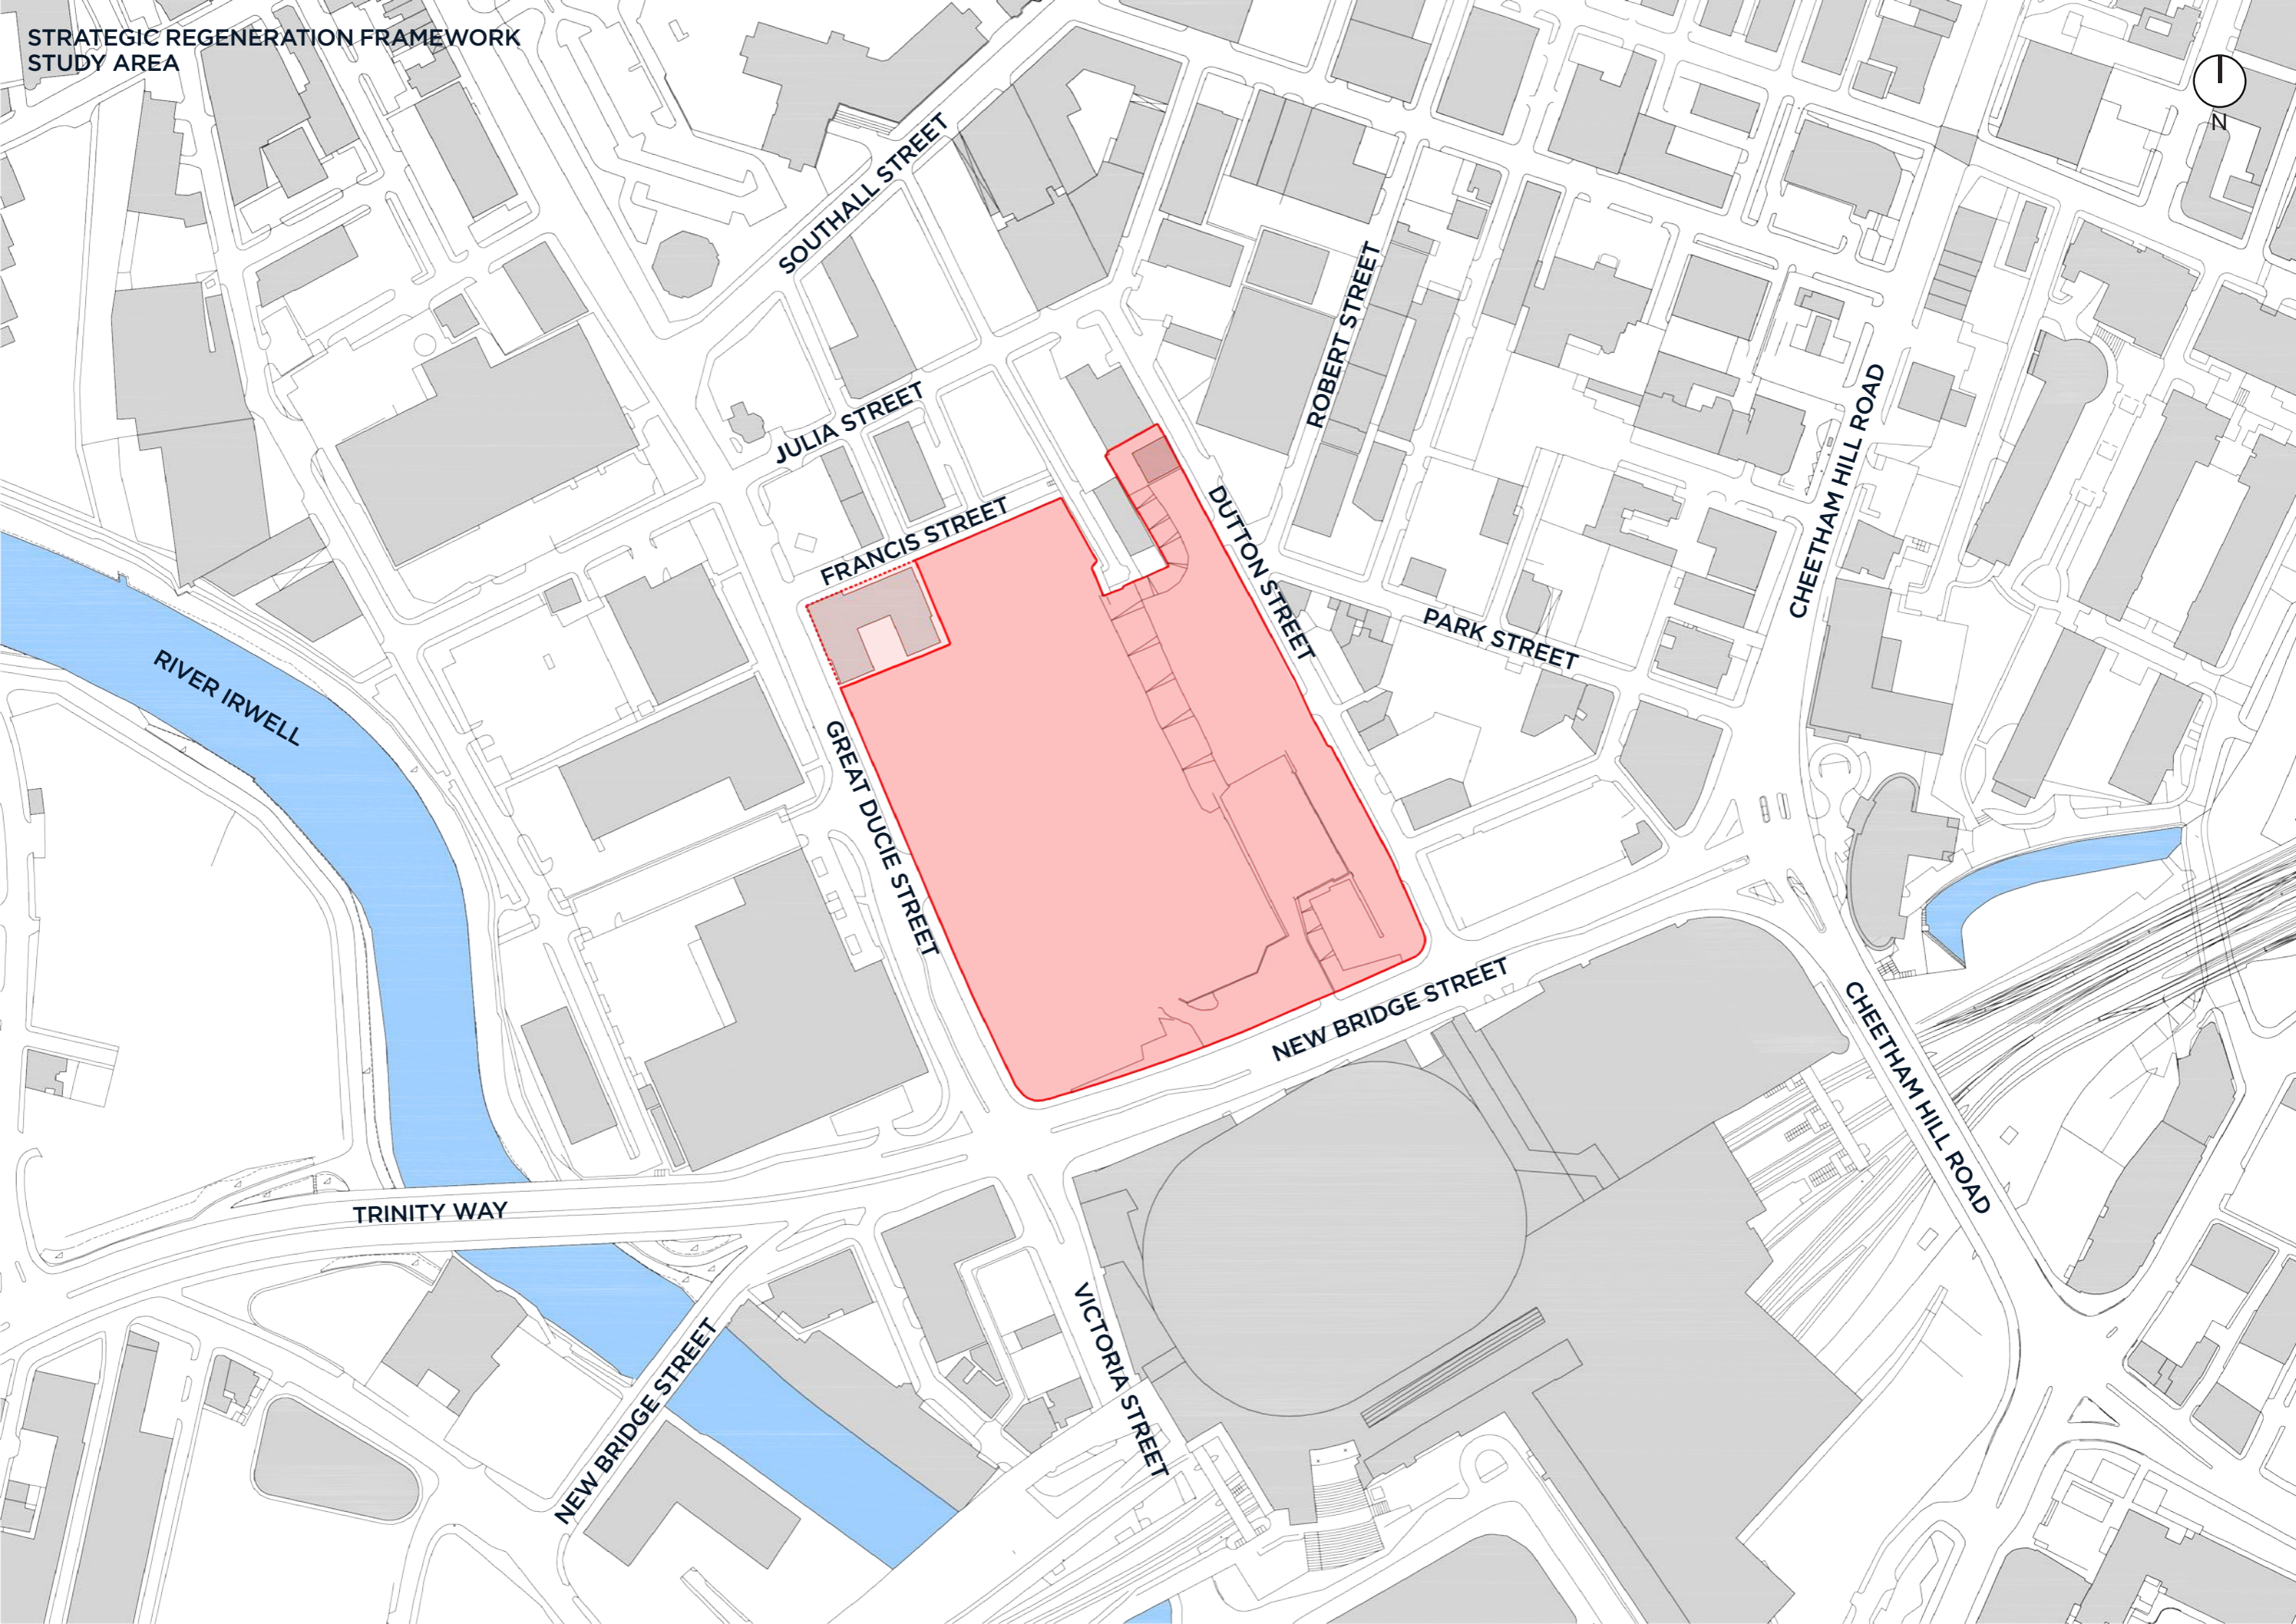 STRATEGIC REGENERATION FRAMEWORK
STUDY AREA
N
SOUTHALL STREET
ROBERT STREET
JULIA STREET
CHEETHAM HILL ROAD
FRANCIS STREET
DUTTON STREET
PARK STREET
RIVER IRWELL
GREAT DUCIE STREET
NEW BRIDGE STREET
CHEETHAM HILL ROAD
TRINITY WAY
VICTORIA STREET
NEW BRIDGE STREET